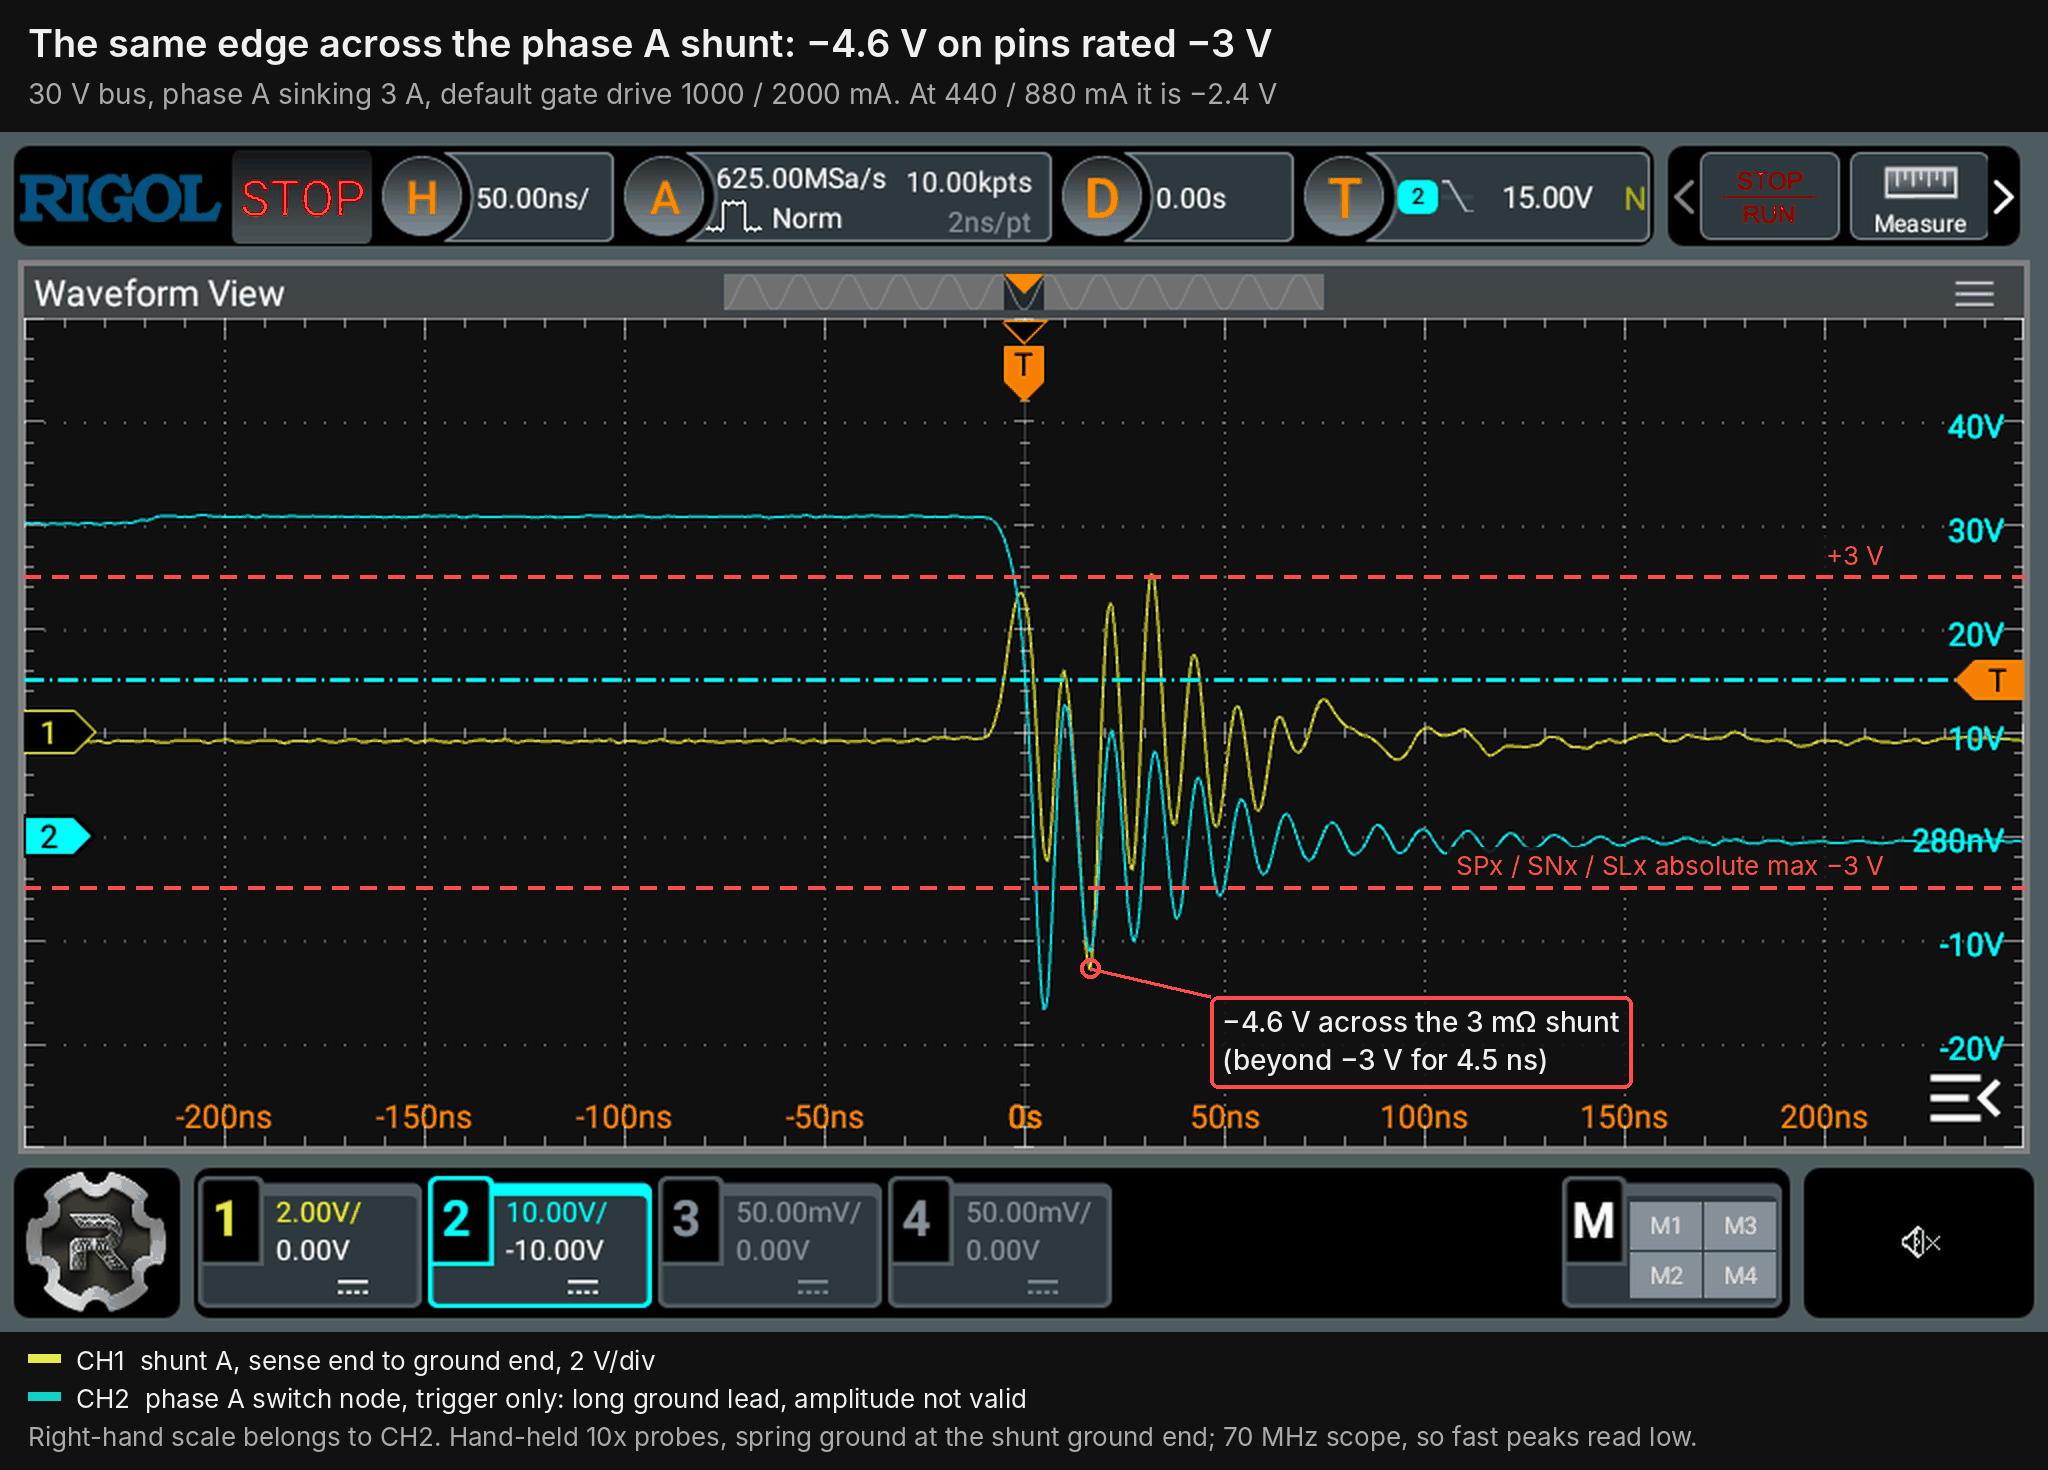 The same edge across the phase A shunt: −4.6 V on pins rated −3 V
30 V bus, phase A sinking 3 A, default gate drive 1000 / 2000 mA. At 440 / 880 mA it is −2.4 V
RIGOL STOP H 50.00ns/ A 625.00MSa/s 10.00kpts D 0.00s T 2 15.00V N STOP
Norm 2ns/pt RUN Measure
Waveform View
T
40V
30V
+3 V
20V
T
1
10V
2
280nV
SPx / SNx / SLx absolute max −3 V
-10V
−4.6 V across the 3 mΩ shunt
(beyond −3 V for 4.5 ns)
-20V
-200ns -150ns -100ns -50ns 0s 50ns 100ns 150ns 200ns
1 2.00V/ 2 10.00V/ 3 50.00mV/ 4 50.00mV/ M M1 M3
0.00V -10.00V 0.00V 0.00V M2 M4
R
CH1 shunt A, sense end to ground end, 2 V/div
CH2 phase A switch node, trigger only: long ground lead, amplitude not valid
Right-hand scale belongs to CH2. Hand-held 10x probes, spring ground at the shunt ground end; 70 MHz scope, so fast peaks read low.